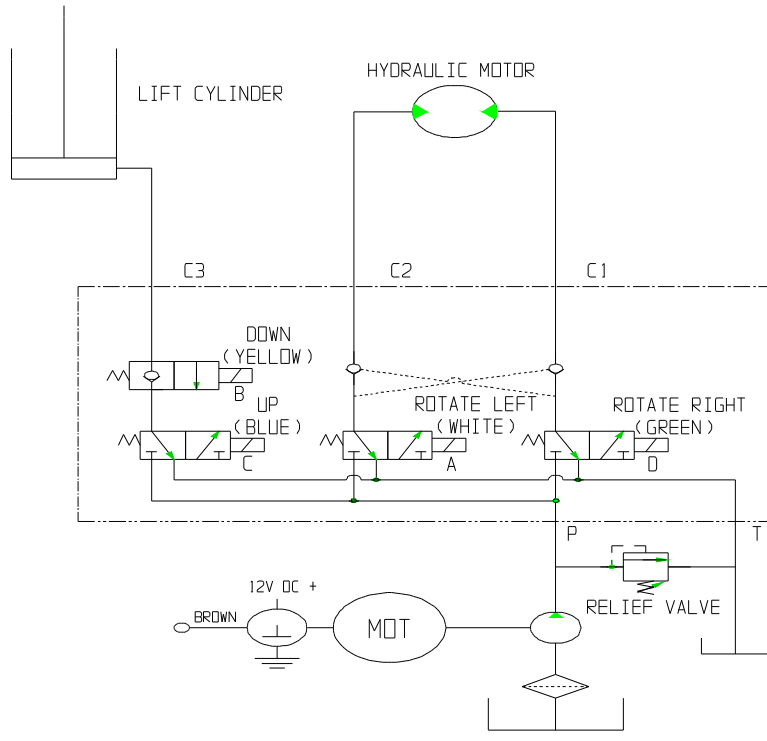 HYDRAULIC MOTOR
LIFT CYLINDER
C3
C2
C1
DOWN
(YELLOW)
B
UP
(BLUE)
C
ROTATE LEFT
(WHITE)
A
ROTATE RIGHT
(GREEN)
D
P
T
RELIEF VALVE
12V DC +
BROWN
MOT